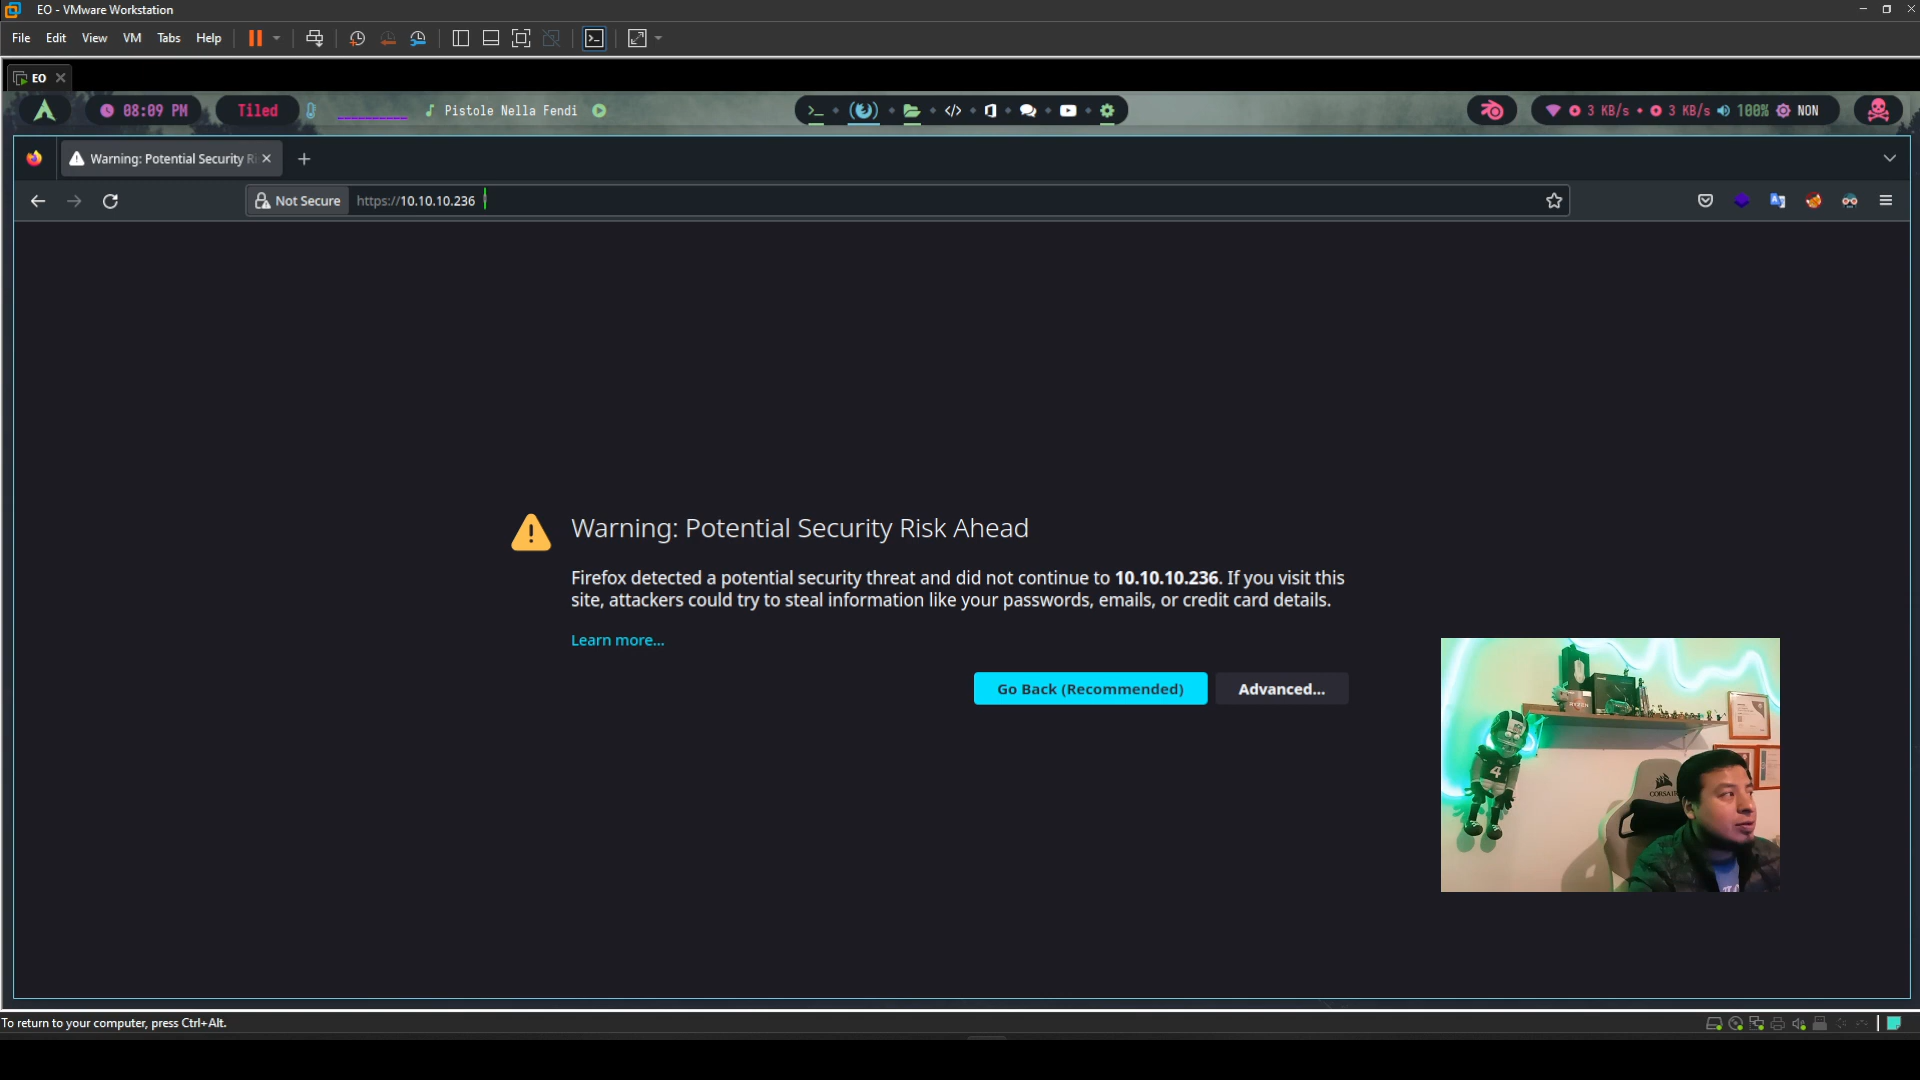 EO - VMware Workstation
File Edit View VM Tabs Help
EO
08:09 PM Tiled Pistole Nella Fendi 3 KB/s 3 KB/s 100% NON
Warning: Potential Security Ri
Not Secure https://10.10.10.236
Warning: Potential Security Risk Ahead
Firefox detected a potential security threat and did not continue to 10.10.10.236. If you visit this
site, attackers could try to steal information like your passwords, emails, or credit card details.
Learn more...
Go Back (Recommended) Advanced...
RYZEN
4
CORSAIR
To return to your computer, press Ctrl+Alt.